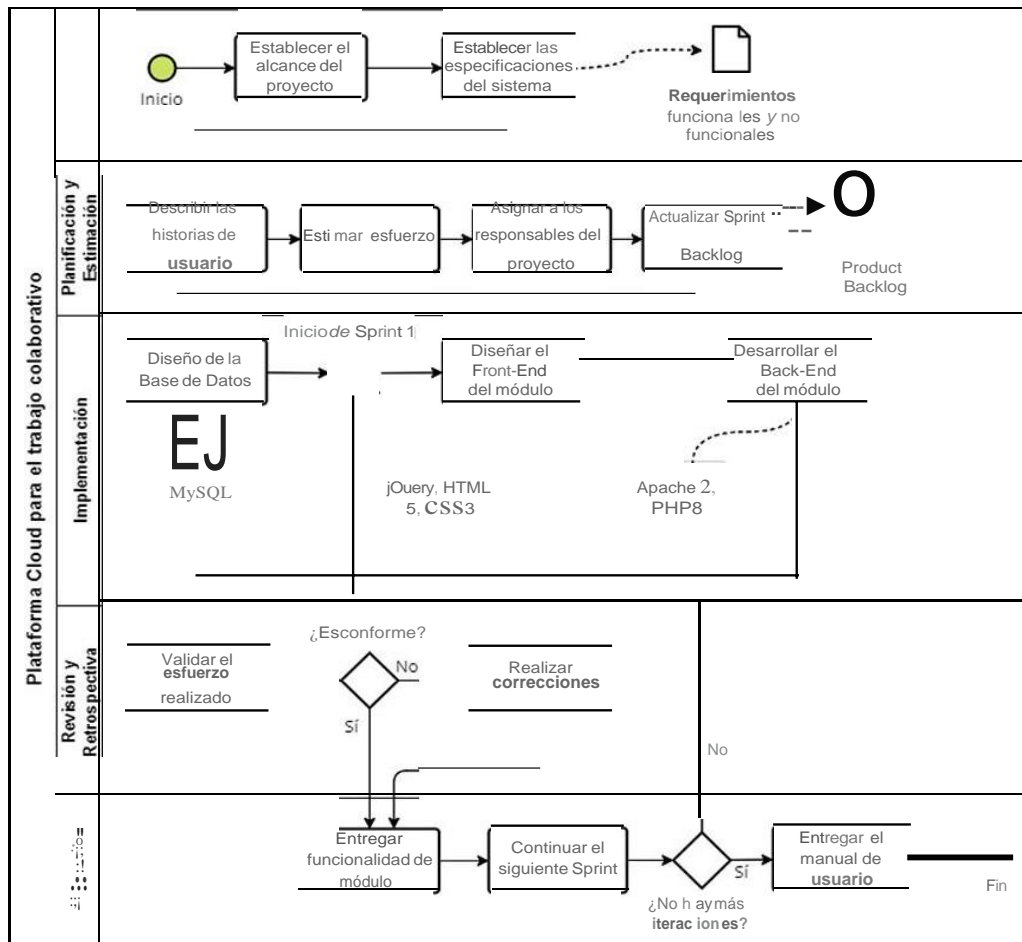 Plataforma Cloud para el trabajo colaborativo
Inicio
Establecer el
alcance del
proyecto
Establecer las
especificaciones
del sistema
Requerimientos
funciona les y no
funcionales
Planificación y
Estimación
Describir las
historias de
usuario
Esti mar esfuerzo
Asignar a los
responsables del
proyecto
Actualizar Sprint
Backlog
O
Product
Backlog
Implementación
Diseño de la
Base de Datos
EJ
MySQL
Inicio de Sprint 1
Diseñar el
Front-End
del módulo
jOuery, HTML
5, CSS3
Desarrollar el
Back-End
del módulo
Apache 2,
PHP8
Revisión y
Retrospectiva
Validar el
esfuerzo
realizado
¿Esconforme?
No
Sí
Realizar
correcciones
No
Entregar
funcionalidad de
módulo
Continuar el
siguiente Sprint
¿No h aymás
iterac ion es?
Sí
Entregar el
manual de
usuario
Fin